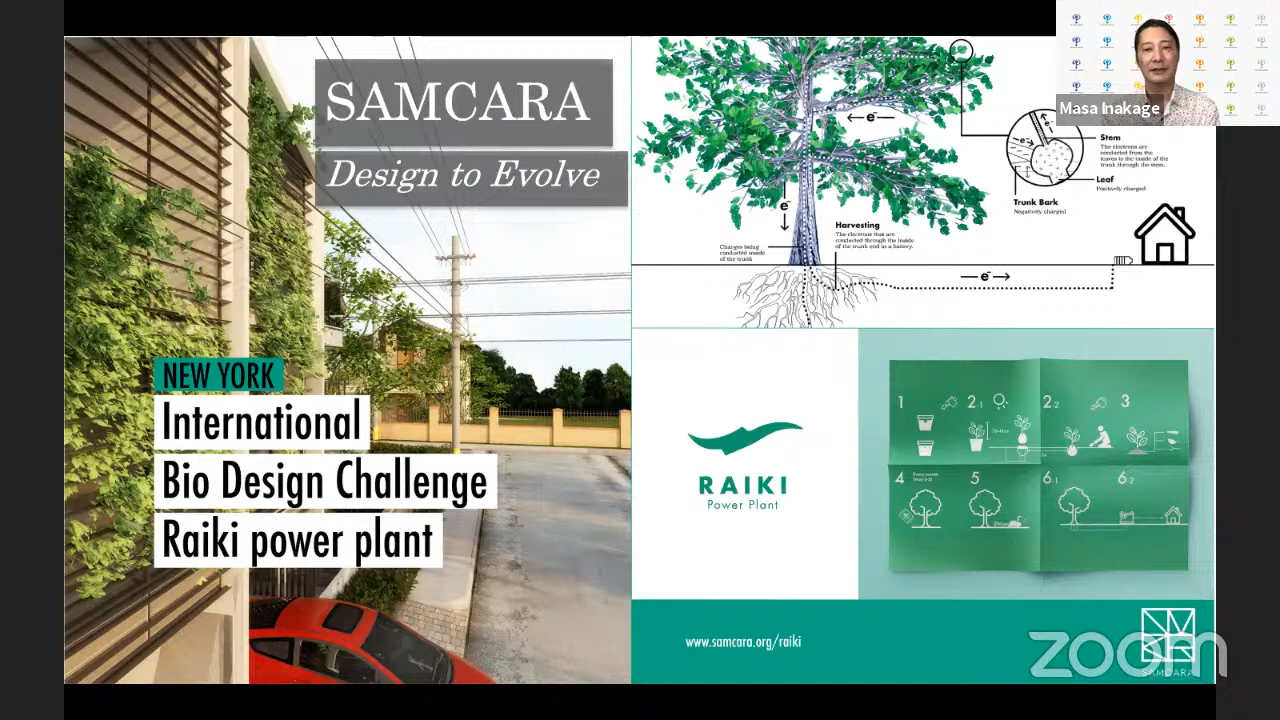 SAMCARA
Design to Evolve
NEW YORK
International
Bio Design Challenge
Raiki power plant
e-
e-
e-
e-
e-
Stem
The electrons are
conducted from the
leaves to the inside of the
trunk through the stem.
Leaf
Positively charged
Trunk Bark
Negatively charged
Harvesting
The electrons that are
conducted through the inside
of the trunk end in a battery.
Charges being
conducted inside
of the trunk
RAIKI
Power Plant
1
2.1
2.2
3
4
5
6.1
6.2
www.samcara.org/raiki
SAMCARA
zoom
Masa Inakage